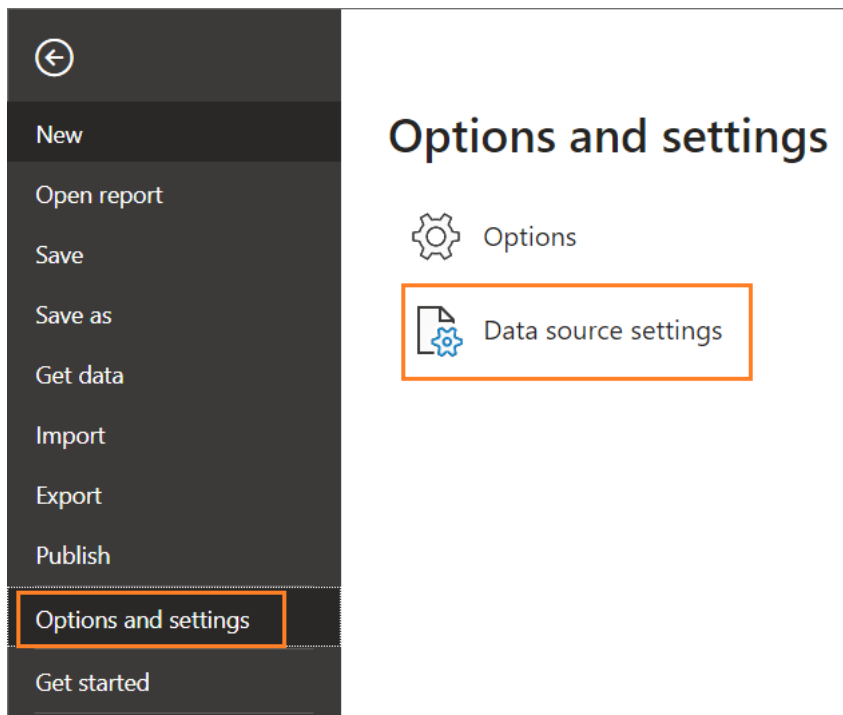 New
Open report
Save
Save as
Get data
Import
Export
Publish
Options and settings
Get started
Options and settings
Options
Data source settings